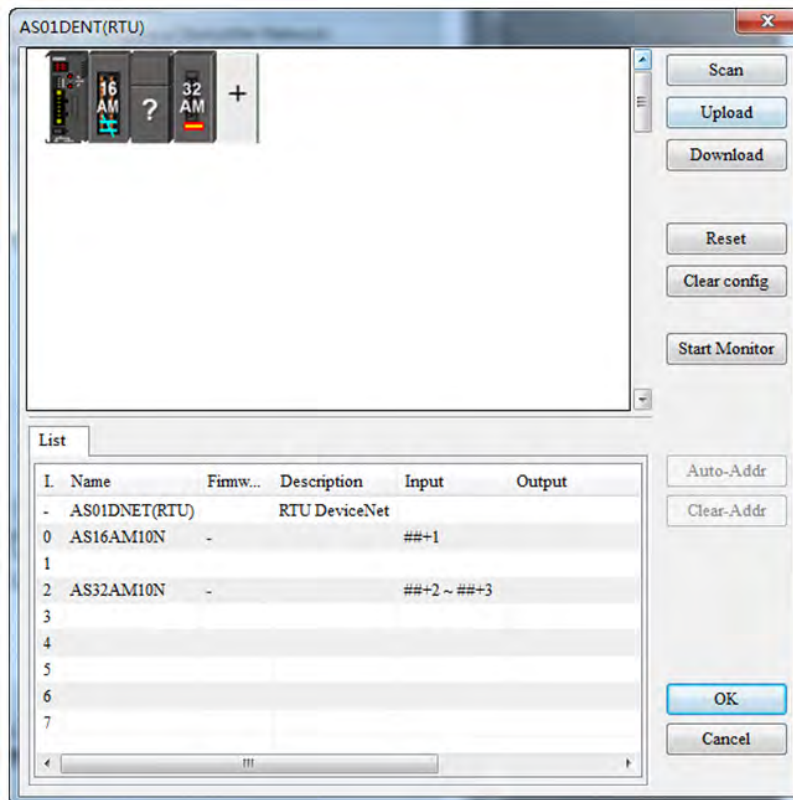 AS01DENT(RTU)
16 AM
?
32 AM
+
Scan
Upload
Download
Reset
Clear config
Start Monitor
List
I. Name Firmw... Description Input Output
- AS01DNET(RTU) RTU DeviceNet
0 AS16AM10N - ##+1
1
2 AS32AM10N - ##+2 ~ ##+3
3
4
5
6
7
Auto-Addr
Clear-Addr
OK
Cancel